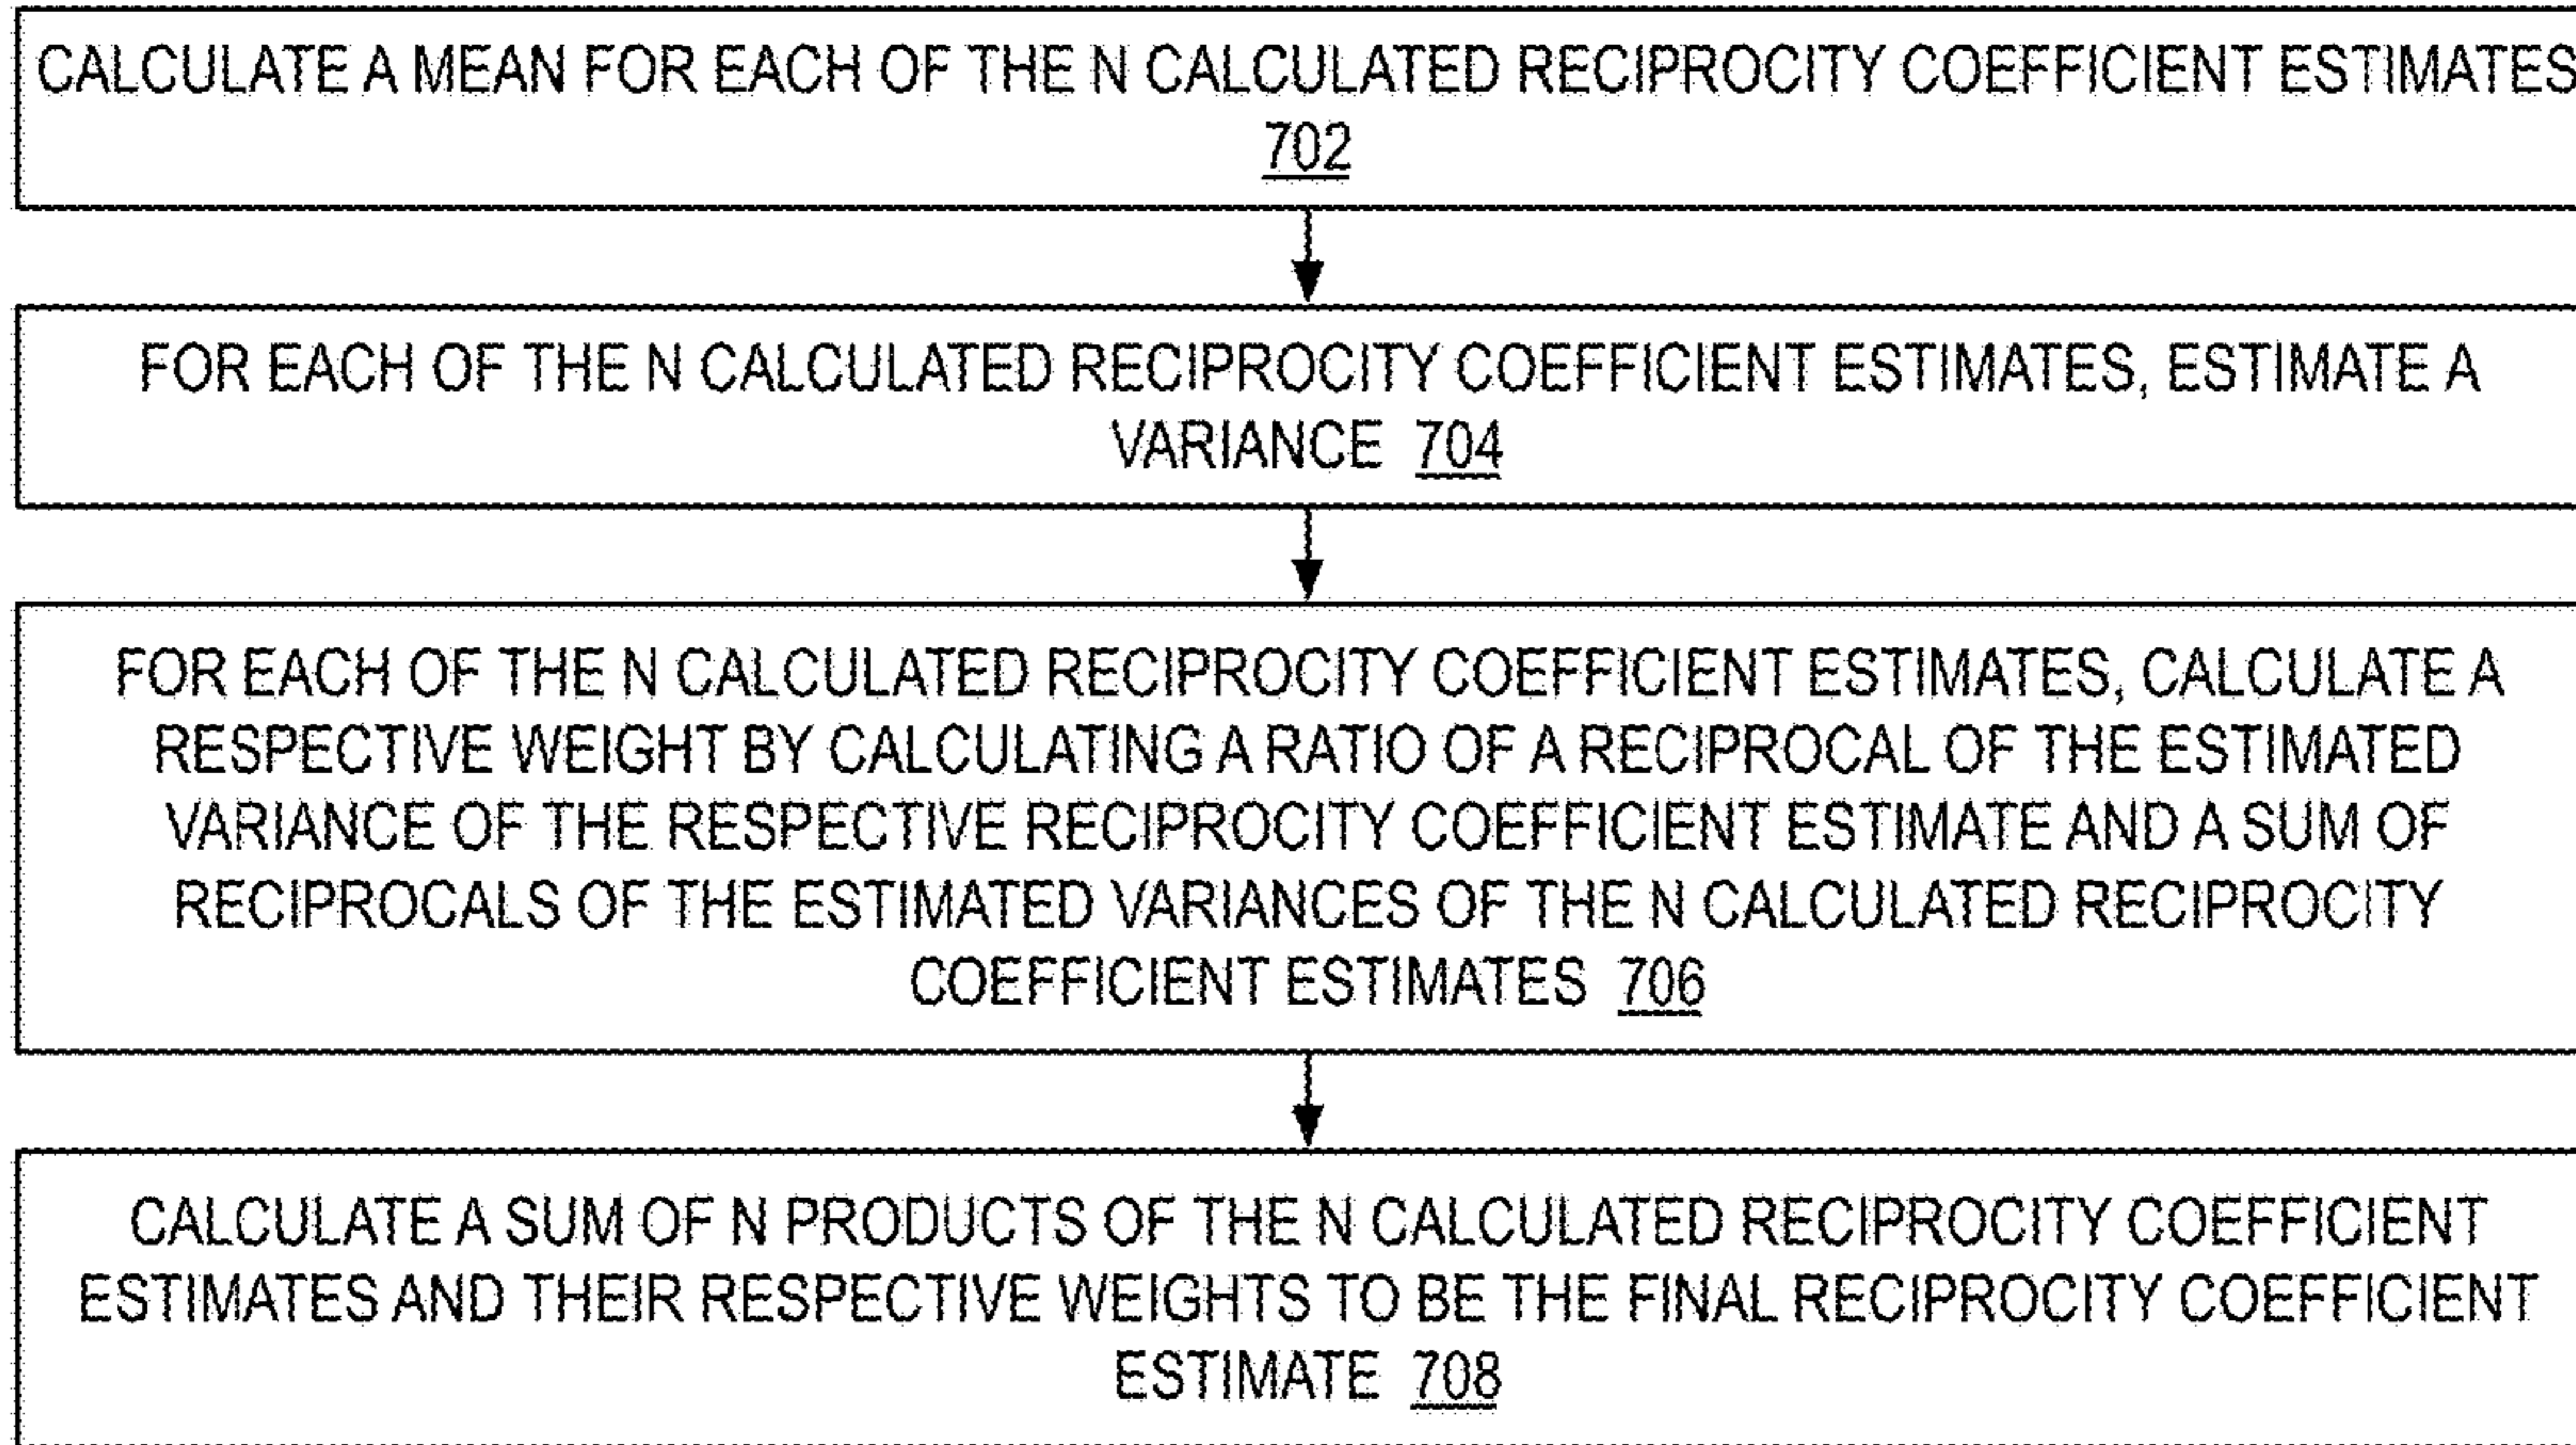 CALCULATE A MEAN FOR EACH OF THE N CALCULATED RECIPROCITY COEFFICIENT ESTIMATES
702
FOR EACH OF THE N CALCULATED RECIPROCITY COEFFICIENT ESTIMATES, ESTIMATE A
VARIANCE 704
FOR EACH OF THE N CALCULATED RECIPROCITY COEFFICIENT ESTIMATES, CALCULATE A
RESPECTIVE WEIGHT BY CALCULATING A RATIO OF A RECIPROCAL OF THE ESTIMATED
VARIANCE OF THE RESPECTIVE RECIPROCITY COEFFICIENT ESTIMATE AND A SUM OF
RECIPROCALS OF THE ESTIMATED VARIANCES OF THE N CALCULATED RECIPROCITY
COEFFICIENT ESTIMATES 706
CALCULATE A SUM OF N PRODUCTS OF THE N CALCULATED RECIPROCITY COEFFICIENT
ESTIMATES AND THEIR RESPECTIVE WEIGHTS TO BE THE FINAL RECIPROCITY COEFFICIENT
ESTIMATE 708